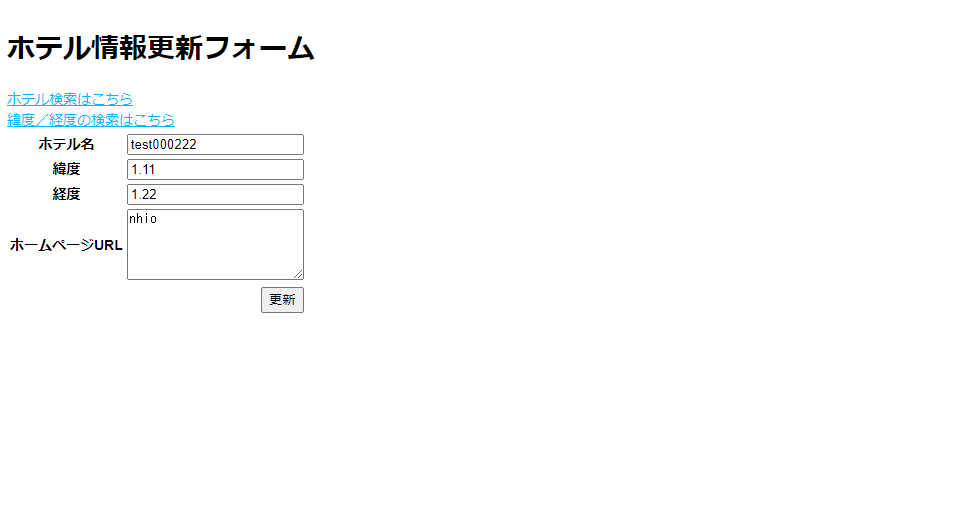 ホテル情報更新フォーム
ホテル検索はこちら
緯度／経度の検索はこちら
ホテル名 test000222
緯度 1.11
経度 1.22
ホームページURL nhio
更新